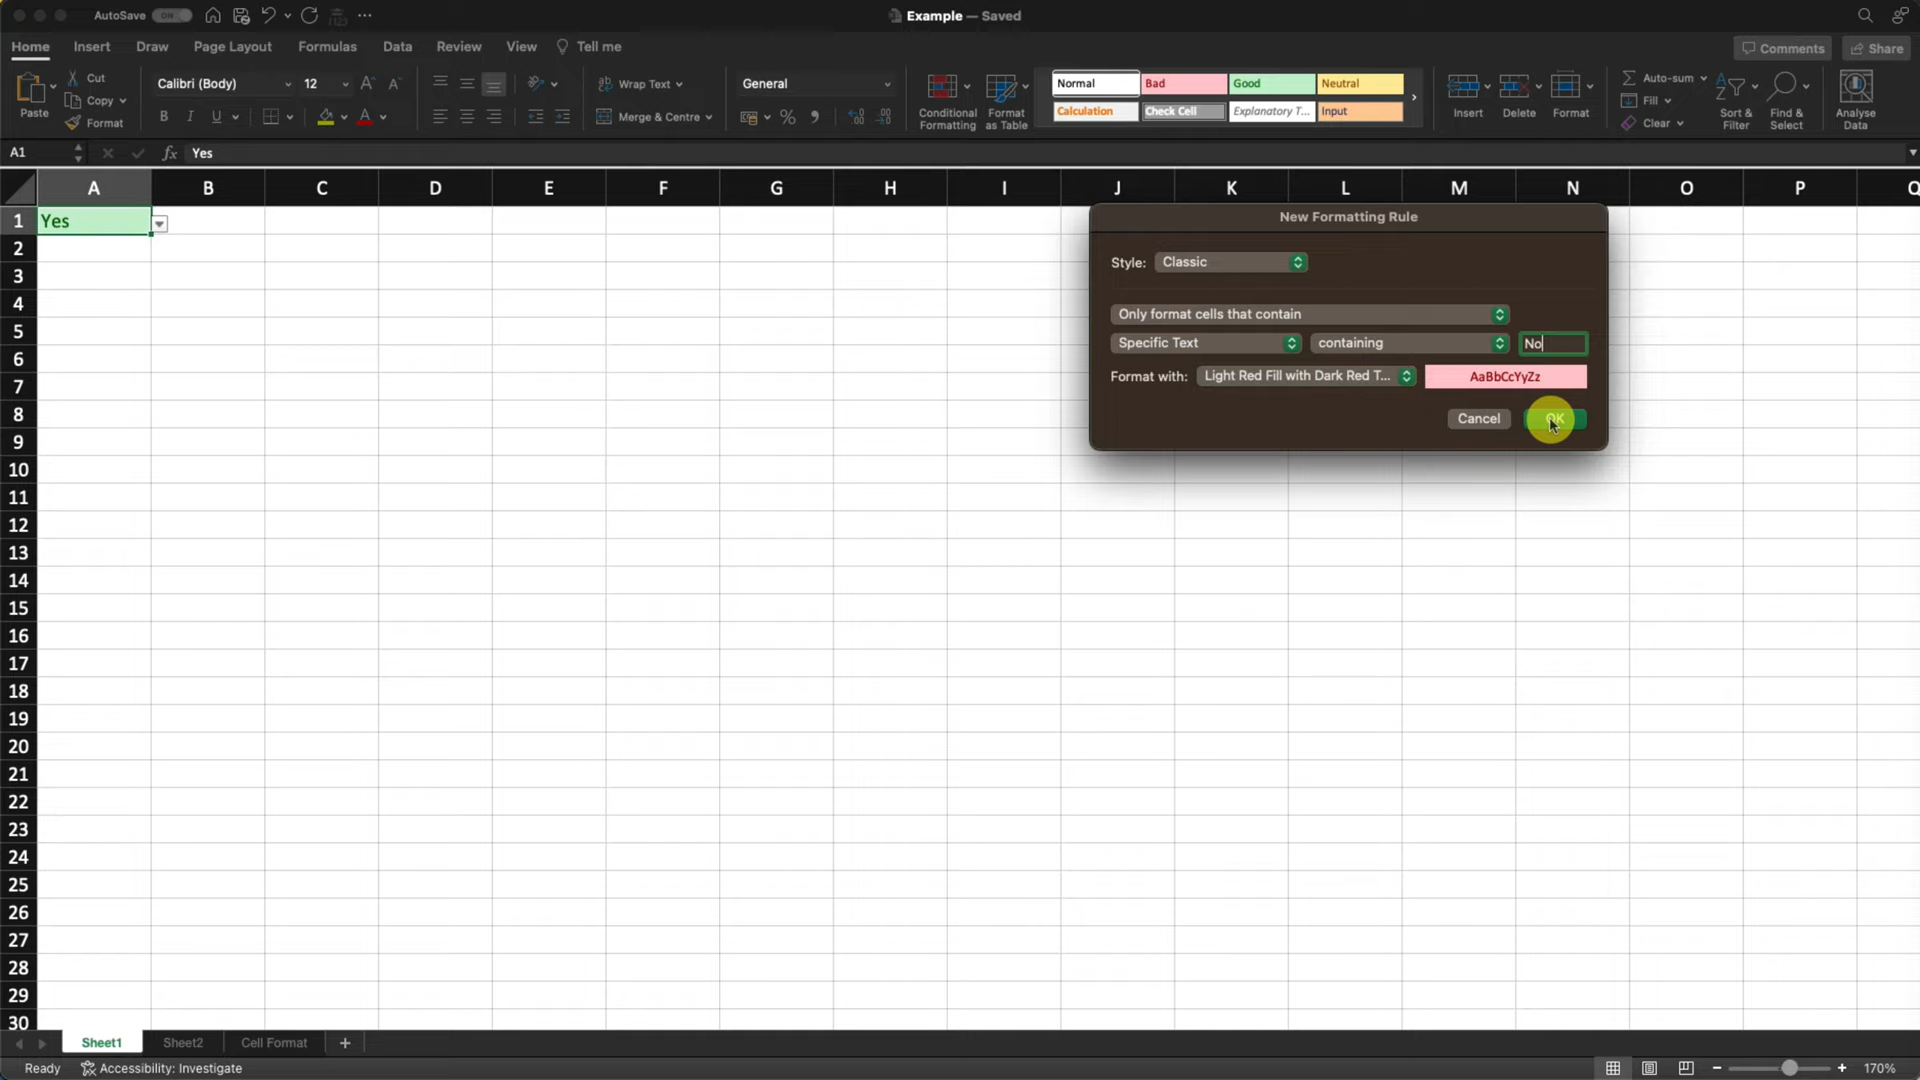 AutoSave ON
Example — Saved
Home Insert Draw Page Layout Formulas Data Review View Tell me Comments Share
Paste Cut Copy Format
Calibri (Body) 12
B I U
Wrap Text
Merge & Centre
General
Conditional Formatting
Format as Table
Normal Bad Good Neutral
Calculation Check Cell Explanatory T... Input
Insert Delete Format
Auto-sum
Fill
Clear
Sort & Filter
Find & Select
Analyse Data
A1 fx Yes
A B C D E F G H I J K L M N O P Q
1 Yes
2
3
4
5
6
7
8
9
10
11
12
13
14
15
16
17
18
19
20
21
22
23
24
25
26
27
28
29
30
New Formatting Rule
Style: Classic
Only format cells that contain
Specific Text containing No
Format with: Light Red Fill with Dark Red T... AaBbCcYyZz
Cancel OK
Sheet1 Sheet2 Cell Format +
Ready Accessibility: Investigate 170%